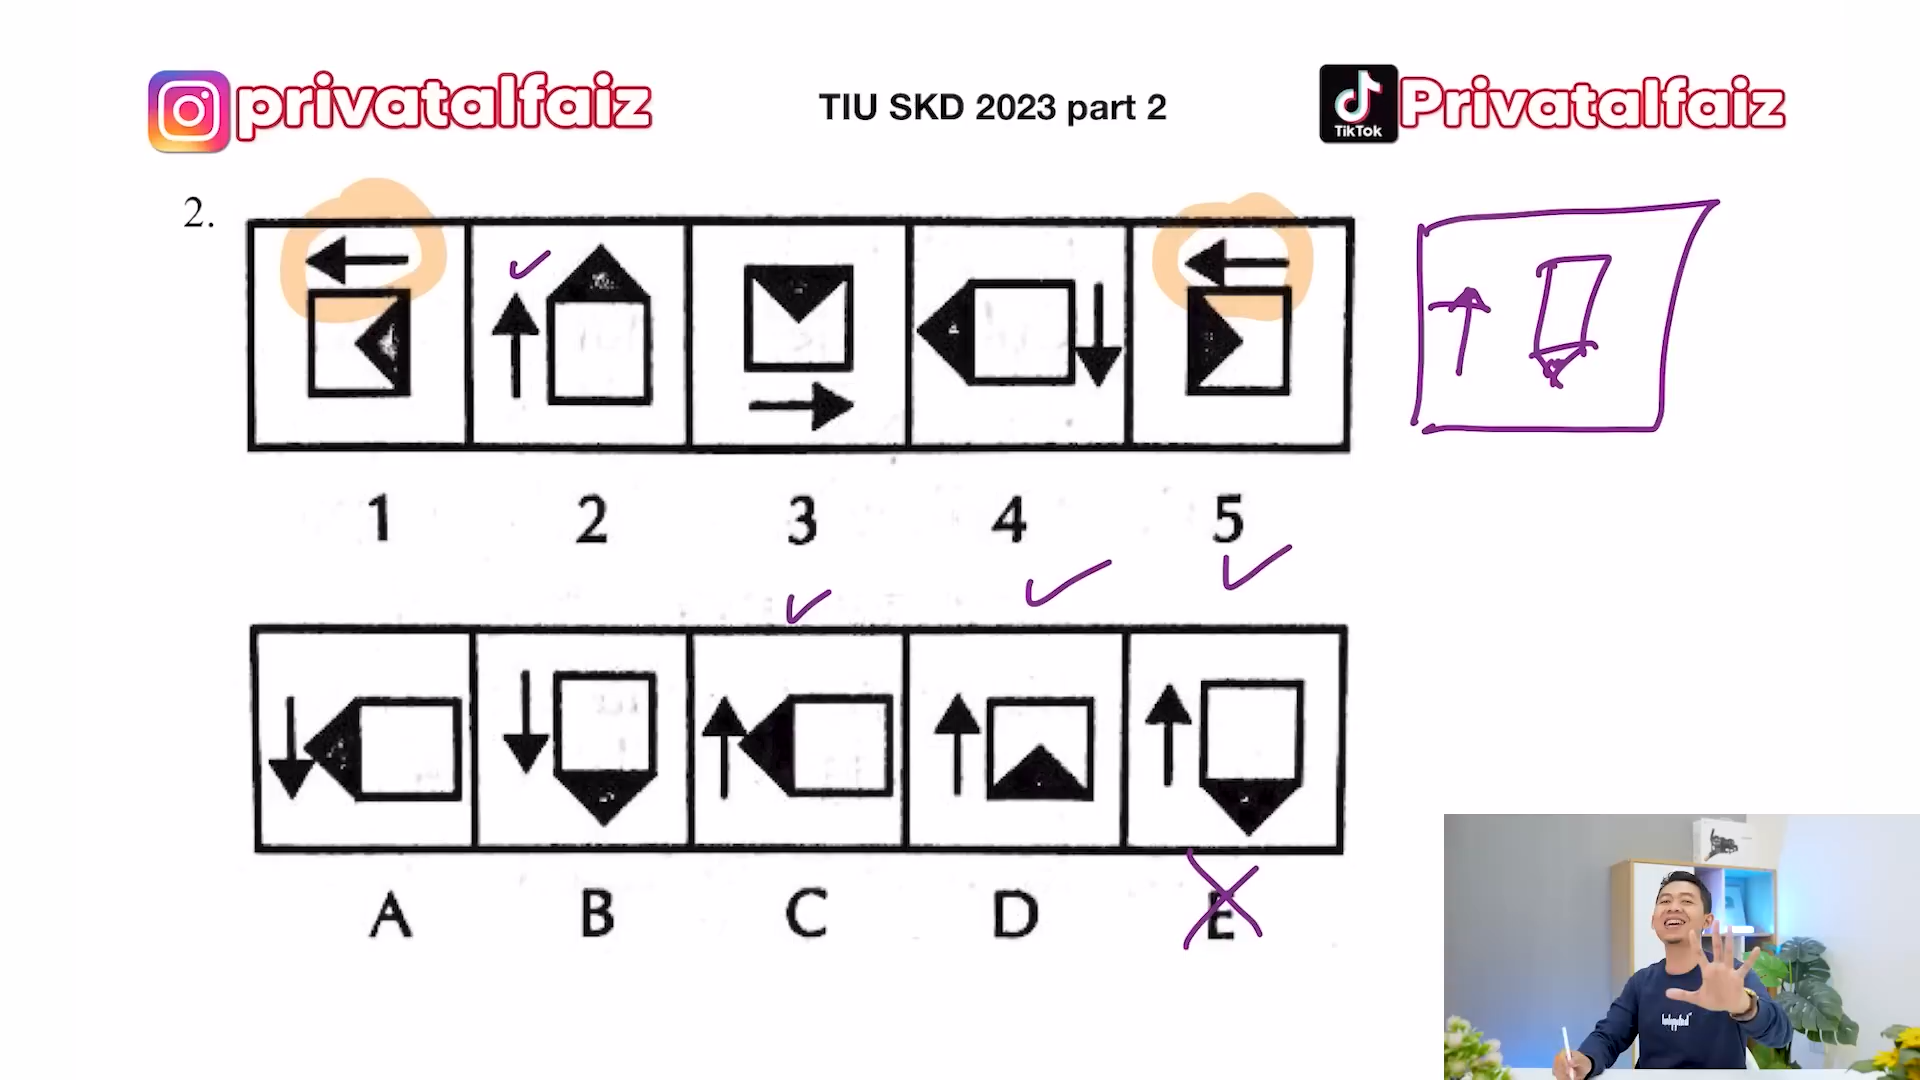 privatalfaiz
TIU SKD 2023 part 2
TikTok
Privatalfaiz
2.
1 2 3 4 5
A B C D E